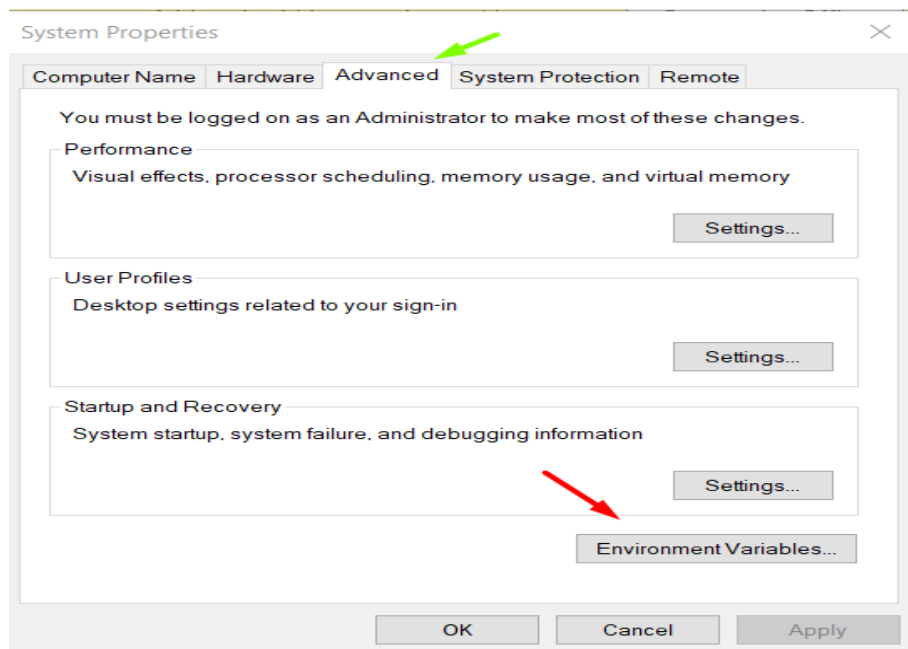 System Properties
Computer Name Hardware Advanced System Protection Remote
You must be logged on as an Administrator to make most of these changes.
Performance
Visual effects, processor scheduling, memory usage, and virtual memory
Settings...
User Profiles
Desktop settings related to your sign-in
Settings...
Startup and Recovery
System startup, system failure, and debugging information
Settings...
Environment Variables...
OK Cancel Apply